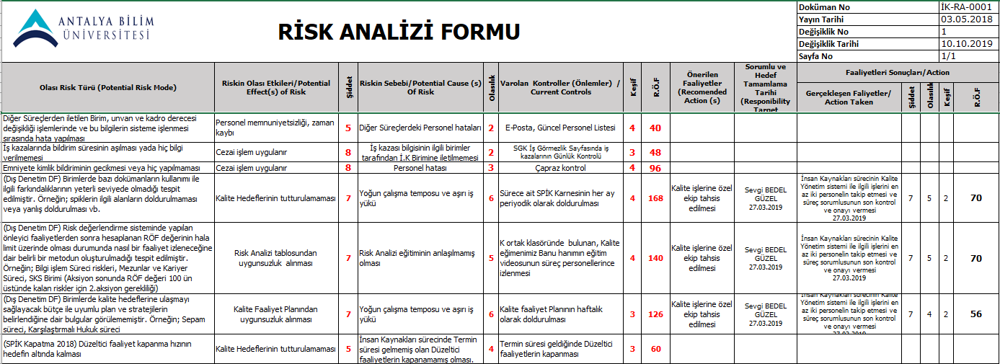 ANTALYA BİLİM
ÜNİVERSİTESİ
RİSK ANALİZİ FORMU
Doküman No İK-RA-0001
Yayın Tarihi 03.05.2018
Değişiklik No 1
Değişiklik Tarihi 10.10.2019
Sayfa No 1/1
Olası Risk Türü (Potential Risk Mode)
Riskin Olası Etkileri/Potential
Effect(s) of Risk
Şiddet
Riskin Sebebi/Potential Cause (s)
Of Risk
Olasılık
Varolan Kontroller (Önlemler) /
Current Controls
Keşif
R.Ö.F
Önerilen
Faaliyetler
(Recomended
Action (s)
Sorumlu ve
Hedef
Tamamlama
Tarihi
(Responibility
Target
Faaliyetleri Sonuçları/Action
Gerçekleşen Faliyetler/
Action Taken
Şiddet
Olasılık
Keşif
R.Ö.F
Diğer Süreçlerden iletilen Birim, unvan ve kadro derecesi
değişikliği işlemlerinde ve bu bilgilerin sisteme işlenmesi
sırasında hata yapılması
Personel memnuniyetsizliği, zaman
kaybı
5
Diğer Süreçlerdeki Personel hataları
2
E-Posta, Güncel Personel Listesi
4
40
İş kazalarında bildirim süresinin aşılması yada hiç bilgi
verilmemesi
Cezai işlem uygulanır
8
İş kazası bilgisinin ilgili birimler
tarafından İ.K Birimine iletilmemesi
2
SGK İş Görmezlik Sayfasında iş
kazalarının Günlük Kontrolü
3
48
Emniyete kimlik bildiriminin gecikmesi veya hiç yapılmaması
Cezai işlem uygulanır
8
Personel hatası
3
Çapraz kontrol
4
96
(Dış Denetim DF) Birimlerde bazı dokümanların kullanımı ile
ilgili farkındalıklarının yeterli seviyede olmadığı tespit
edilmiştir. Örneğin; spiklerin ilgili alanların doldurulmaması
veya yanlış doldurulması vb.
Kalite Hedeflerinin tutturulamaması
7
Yoğun çalışma temposu ve aşırı iş
yükü
6
Sürece ait SPİK Karnesinin her ay
periyodik olarak doldurulması
4
168
Kalite işlerine özel
ekip tahsis
edilmesi
Sevgi BEDEL
GÜZEL
27.03.2019
İnsan Kaynakları sürecinin Kalite
Yönetim sistemi ile ilgili işlerini en
az iki personelin takip etmesi ve
süreç sorumlusunun son kontrol
ve onayı vermesi
27.03.2019
7
5
2
70
(Dış Denetim DF) Risk değerlendirme sisteminde yapılan
önleyici faaliyetlerden sonra hesaplanan RÖF değerinin hala
limit üzerinde olması durumunda nasıl bir faaliyet izleneceğine
dair belirli bir metodun oluşturulmadığı tespit edilmiştir.
Örneğin; Bilgi işlem Süreci riskleri, Mezunlar ve Kariyer
Süreci, SKS Birimi (Aksiyon sonunda RÖF değeri 100 ün
üstünde kalan riskler için 2.aksiyon gerekliliği)
Risk Analizi tablosundan
uygunsuzluk alınması
7
Risk Analizi eğitiminin anlaşılmamış
olması
5
K ortak klasöründe bulunan, Kalite
eğimenimiz Banu hanımın eğitim
videosunun süreç personellerince
izlenmesi
4
140
Kalite işlerine özel
ekip tahsis
edilmesi
Sevgi BEDEL
GÜZEL
27.03.2019
İnsan Kaynakları sürecinin Kalite
Yönetim sistemi ile ilgili işlerini en
az iki personelin takip etmesi ve
süreç sorumlusunun son kontrol
ve onayı vermesi
27.03.2019
7
5
2
70
(Dış Denetim DF) Birimlerde kalite hedeflerine ulaşmayı
sağlayacak bütçe ile uyumlu plan ve stratejilerin
belirlendiğine dair bulgular görülememiştir. Örneğin; Sepam
süreci, Karşılaştırmalı Hukuk süreci
Kalite Faaliyet Planından
uygunsuzluk alınması
7
Yoğun çalışma temposu ve aşırı iş
yükü
6
Kalite faaliyet Planının haftalık
olarak doldurulması
3
126
Kalite işlerine özel
ekip tahsis
edilmesi
Sevgi BEDEL
GÜZEL
27.03.2019
İnsan Kaynakları sürecinin Kalite
Yönetim sistemi ile ilgili işlerini en
az iki personelin takip etmesi ve
süreç sorumlusunun son kontrol
ve onayı vermesi
27.03.2019
7
4
2
56
(SPİK Kapatma 2018) Düzeltici faaliyet kapanma hızının
hedefin altında kalması
Kalite Hedeflerinin tutturulamaması
5
İnsan Kaynakları sürecinde Termin
süresi gelmemiş olan Düzeltici
faaliyetlerin kapanamamış olması.
4
Termin süresi geldiğinde Düzeltici
faaliyetlerin kapanması
3
60